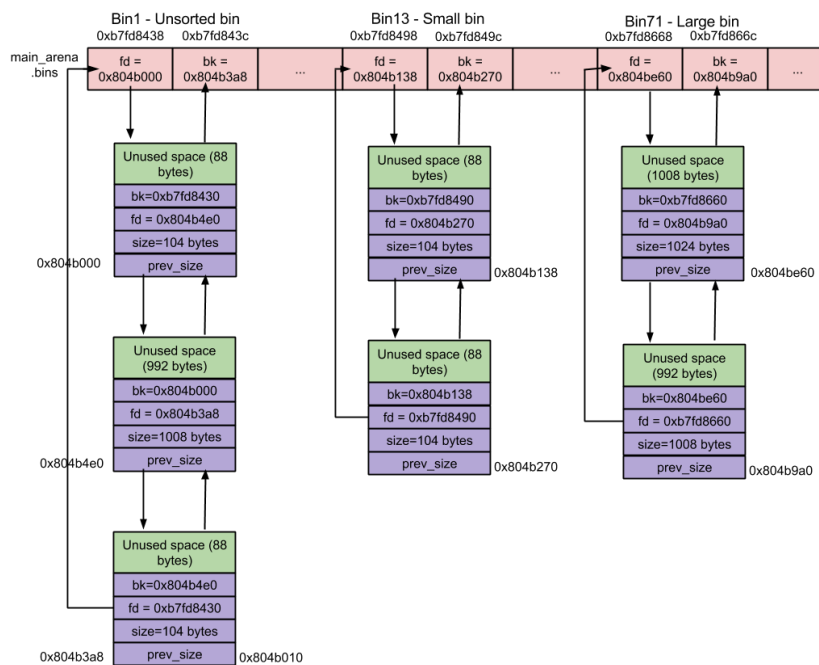 Bin1 - Unsorted bin
0xb7fd8438 0xb7fd843c
Bin13 - Small bin
0xb7fd8498 0xb7fd849c
Bin71 - Large bin
0xb7fd8668 0xb7fd866c
main_arena
.bins
fd =
0x804b000
bk =
0x804b3a8
...
fd =
0x804b138
bk =
0x804b270
...
fd =
0x804be60
bk =
0x804b9a0
...
Unused space (88
bytes)
bk=0xb7fd8430
fd = 0x804b4e0
size=104 bytes
prev_size
0x804b000
Unused space (88
bytes)
bk=0xb7fd8490
fd = 0x804b270
size=104 bytes
prev_size
0x804b138
Unused space
(1008 bytes)
bk=0xb7fd8660
fd = 0x804b9a0
size=1024 bytes
prev_size
0x804be60
Unused space
(992 bytes)
bk=0x804b000
fd = 0x804b3a8
size=1008 bytes
prev_size
0x804b4e0
Unused space (88
bytes)
bk=0x804b138
fd = 0xb7fd8490
size=104 bytes
prev_size
0x804b270
Unused space
(992 bytes)
bk=0x804be60
fd = 0xb7fd8660
size=1008 bytes
prev_size
0x804b9a0
Unused space (88
bytes)
bk=0x804b4e0
fd = 0xb7fd8430
size=104 bytes
prev_size
0x804b3a8
0x804b010